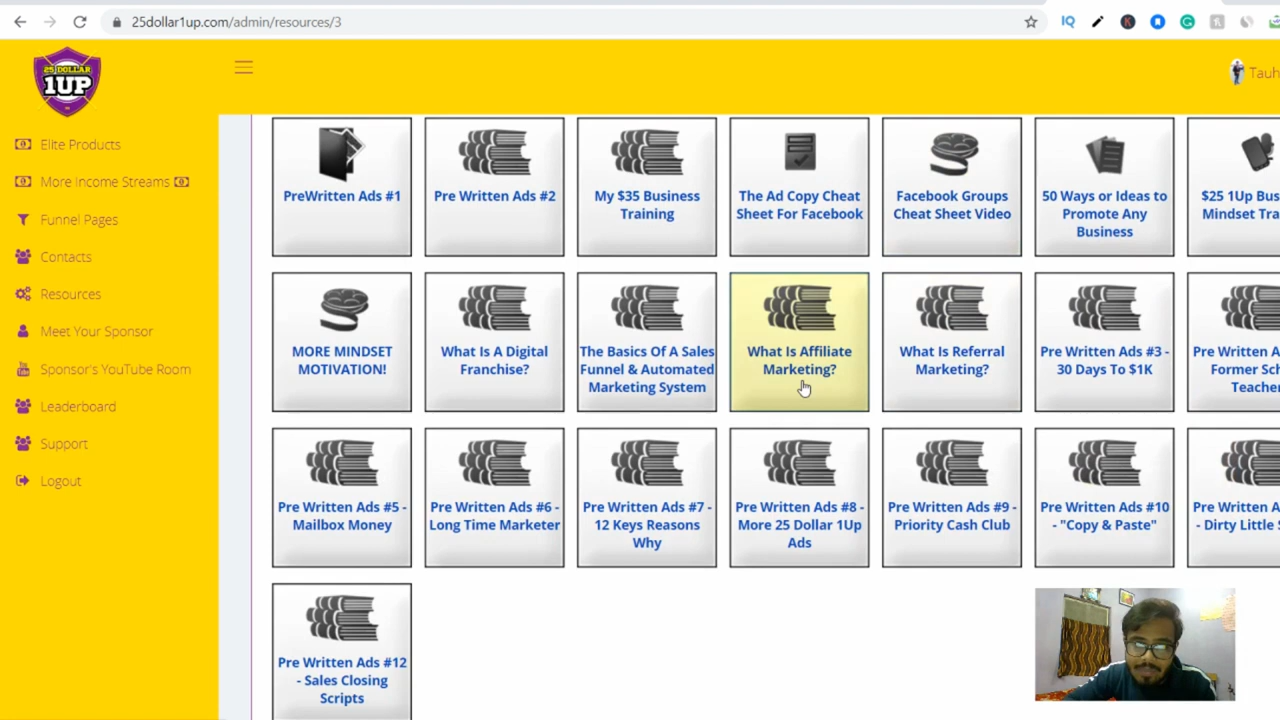 25dollar1up.com/admin/resources/3
IQ
K
25 DOLLAR
1UP
Tauh
Elite Products
More Income Streams
Funnel Pages
Contacts
Resources
Meet Your Sponsor
Sponsor's YouTube Room
Leaderboard
Support
Logout
PreWritten Ads #1
Pre Written Ads #2
My $35 Business
Training
The Ad Copy Cheat
Sheet For Facebook
Facebook Groups
Cheat Sheet Video
50 Ways or Ideas to
Promote Any
Business
$25 1Up Bus
Mindset Tra
MORE MINDSET
MOTIVATION!
What Is A Digital
Franchise?
The Basics Of A Sales
Funnel & Automated
Marketing System
What Is Affiliate
Marketing?
What Is Referral
Marketing?
Pre Written Ads #3 -
30 Days To $1K
Pre Written A
Former Sch
Teache
Pre Written Ads #5 -
Mailbox Money
Pre Written Ads #6 -
Long Time Marketer
Pre Written Ads #7 -
12 Keys Reasons
Why
Pre Written Ads #8 -
More 25 Dollar 1Up
Ads
Pre Written Ads #9 -
Priority Cash Club
Pre Written Ads #10
- "Copy & Paste"
Pre Written A
- Dirty Little S
Pre Written Ads #12
- Sales Closing
Scripts